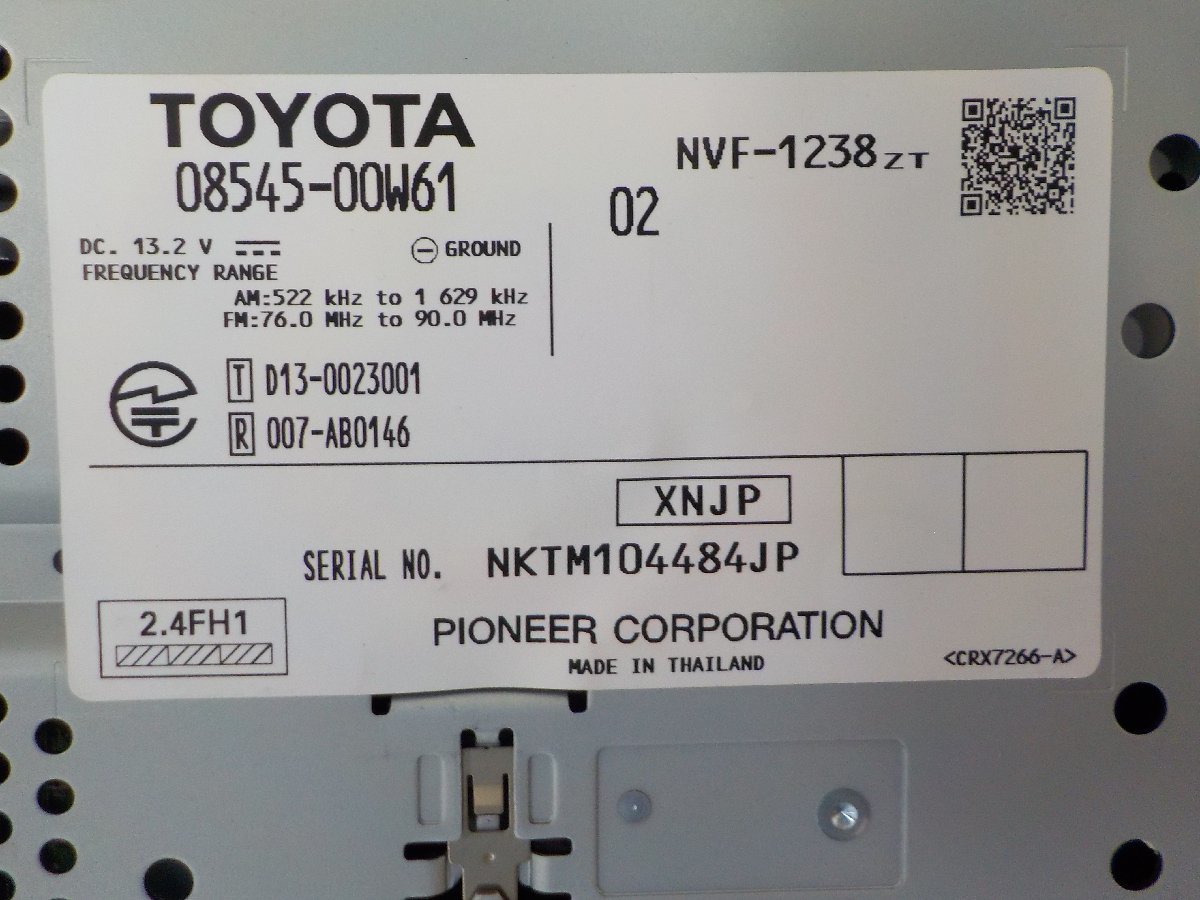 TOYOTA
08545-00W61
NVF-1238ZT
02
DC. 13.2 V
GROUND
FREQUENCY RANGE
AM:522 kHz to 1 629 kHz
FM:76.0 MHz to 90.0 MHz
T D13-0023001
R 007-AB0146
XNJP
SERIAL NO. NKTM104484JP
2.4FH1
PIONEER CORPORATION
MADE IN THAILAND
<CRX7266-A>